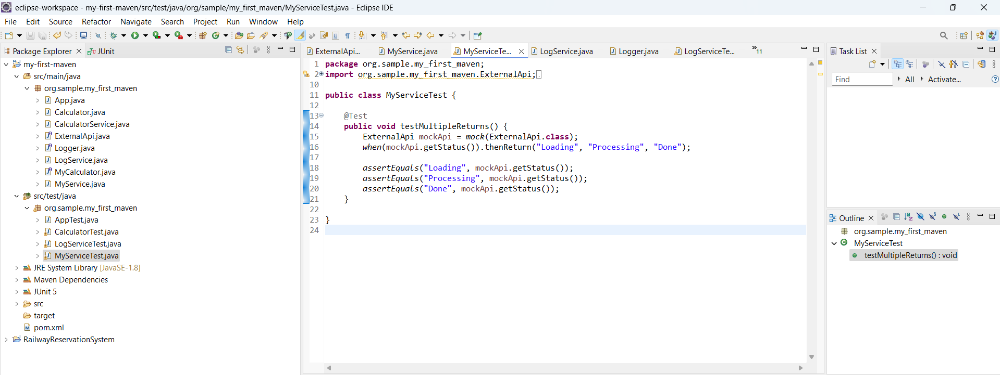 eclipse-workspace - my-first-maven/src/test/java/org/sample/my_first_maven/MyServiceTest.java - Eclipse IDE
File Edit Source Refactor Navigate Search Project Run Window Help
Package Explorer
JUnit
my-first-maven
src/main/java
org.sample.my_first_maven
App.java
Calculator.java
CalculatorService.java
ExternalApi.java
Logger.java
LogService.java
MyCalculator.java
MyService.java
src/test/java
org.sample.my_first_maven
AppTest.java
CalculatorTest.java
LogServiceTest.java
MyServiceTest.java
JRE System Library [JavaSE-1.8]
Maven Dependencies
JUnit 5
src
target
pom.xml
RailwayReservationSystem
ExternalApi... MyService.java MyServiceTe... LogService.java Logger.java LogServiceTe... »11
1 package org.sample.my_first_maven;
2 import org.sample.my_first_maven.ExternalApi;
10
11 public class MyServiceTest {
12
13 @Test
14 public void testMultipleReturns() {
15 ExternalApi mockApi = mock(ExternalApi.class);
16 when(mockApi.getStatus()).thenReturn("Loading", "Processing", "Done");
17
18 assertEquals("Loading", mockApi.getStatus());
19 assertEquals("Processing", mockApi.getStatus());
20 assertEquals("Done", mockApi.getStatus());
21 }
22
23 }
24
Task List
Find All Activate...
Outline
org.sample.my_first_maven
MyServiceTest
testMultipleReturns() : void